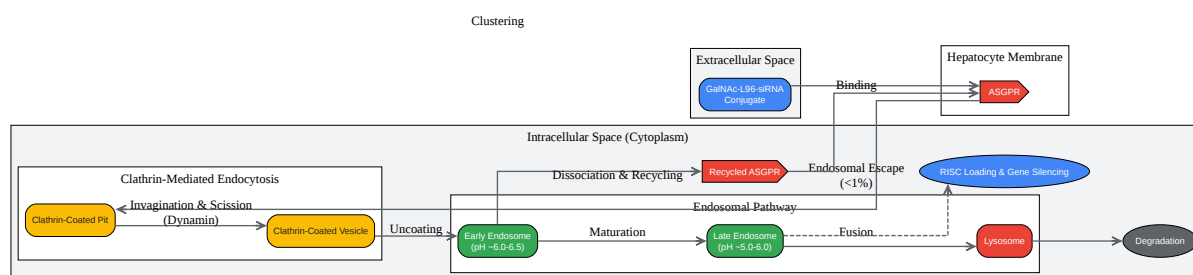 Clustering
Extracellular Space
GalNAc-L96-siRNA
Conjugate
Hepatocyte Membrane
ASGPR
Binding
Intracellular Space (Cytoplasm)
Clathrin-Mediated Endocytosis
Clathrin-Coated Pit
Invagination & Scission
(Dynamin)
Clathrin-Coated Vesicle
Uncoating
Dissociation & Recycling
Recycled ASGPR
Endosomal Escape
(<1%)
RISC Loading & Gene Silencing
Endosomal Pathway
Early Endosome
(pH ~6.0-6.5)
Maturation
Late Endosome
(pH ~5.0-6.0)
Fusion
Lysosome
Degradation